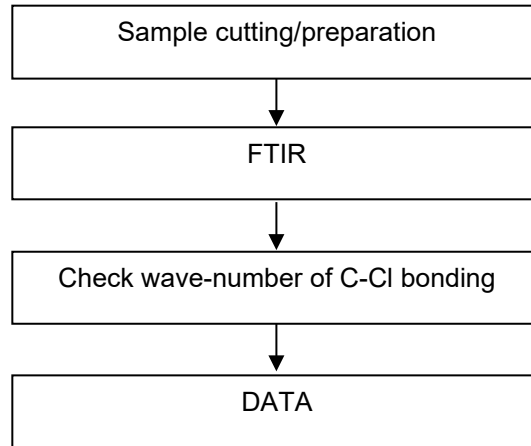 Sample cutting/preparation
FTIR
Check wave-number of C-Cl bonding
DATA